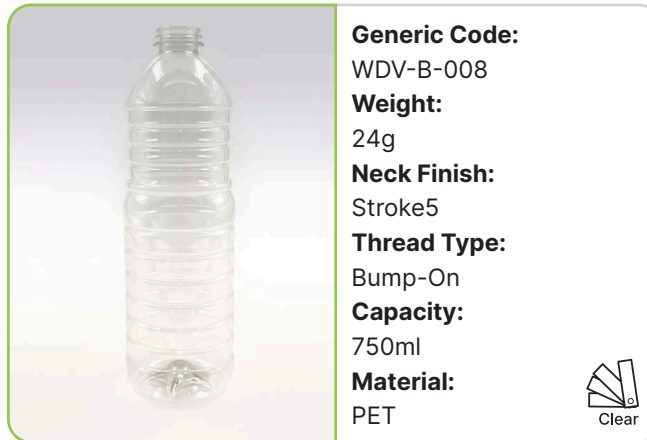 Generic Code:
WDV-B-008
Weight:
24g
Neck Finish:
Stroke5
Thread Type:
Bump-On
Capacity:
750ml
Material:
PET
Clear